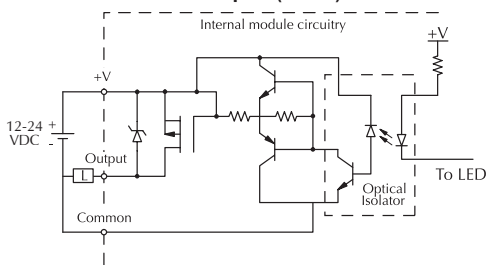 Internal module circuitry
+V
+V
12-24 +
VDC -
Output
L
Optical
Isolator
To LED
Common